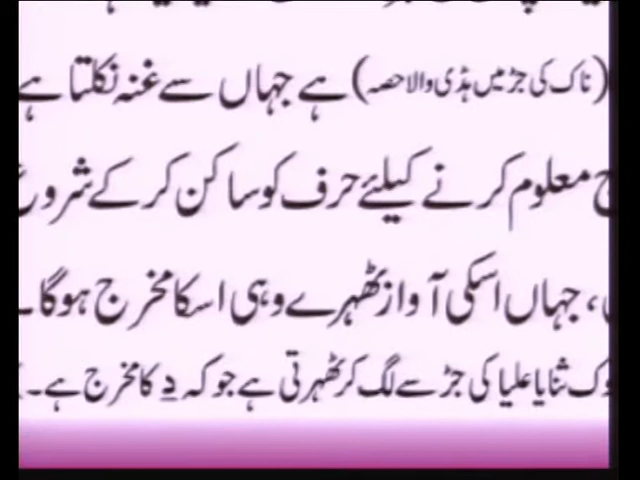 (ناک کی جڑ میں ہڈی والا حصہ) ہے جہاں سے غنہ نکلتا ہے
معلوم کرنے کیلئے حرف کو ساکن کر کے شروع
، جہاں اسکی آواز ٹھہرے وہی اسکا مخرج ہوگا۔
ثنایا علیا کی جڑ سے لگ کر ٹھہرتی ہے جو کہ د کا مخرج ہے۔